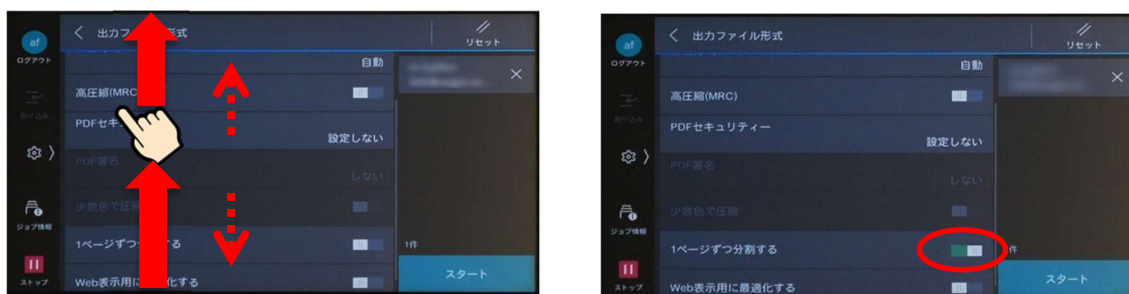 af
ログアウト
ジョブ情報
ストップ
出力ファ
式
リセット
自動
高圧縮(MRC
PDFセキ
設定しない
PDF署名
しない
少数色で圧縮
1ページずつ分
する
1件
Web表示用に
化する
スタート
af
ログアウト
ジョブ情報
ストップ
出力ファイル形式
リセット
自動
高圧縮(MRC)
PDFセキュリティー
設定しない
PDF署名
しない
少数色で圧縮
1ページずつ分割する
件
Web表示用に最適化する
スタート